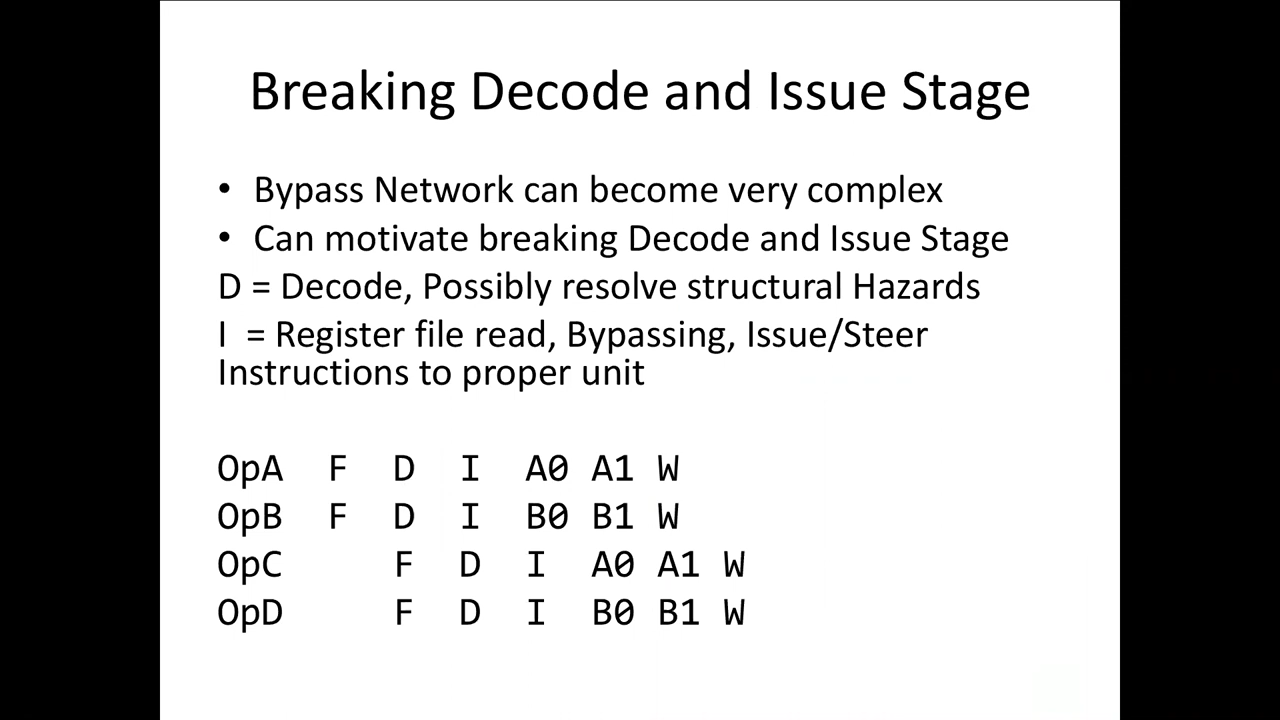 Breaking Decode and Issue Stage
• Bypass Network can become very complex
• Can motivate breaking Decode and Issue Stage
D = Decode, Possibly resolve structural Hazards
I = Register file read, Bypassing, Issue/Steer
Instructions to proper unit
OpA F D I A0 A1 W
OpB F D I B0 B1 W
OpC F D I A0 A1 W
OpD F D I B0 B1 W